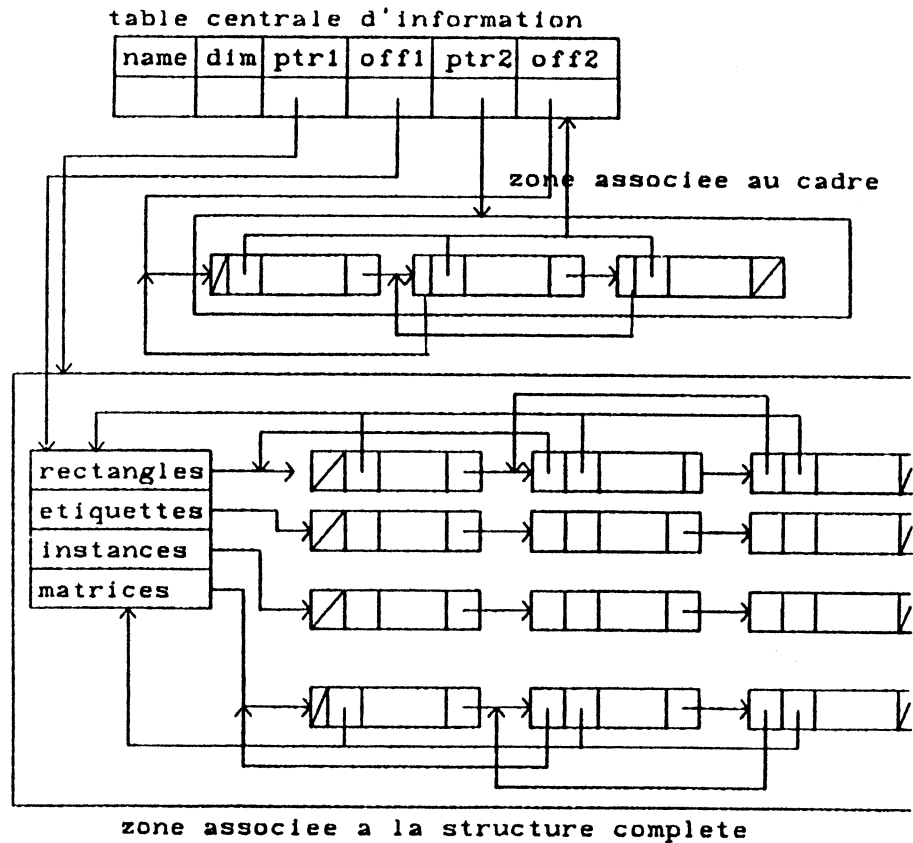 table centrale d'information
name dim ptr1 off1 ptr2 off2
zone associee au cadre
rectangles
etiquettes
instances
matrices
zone associee a la structure complete